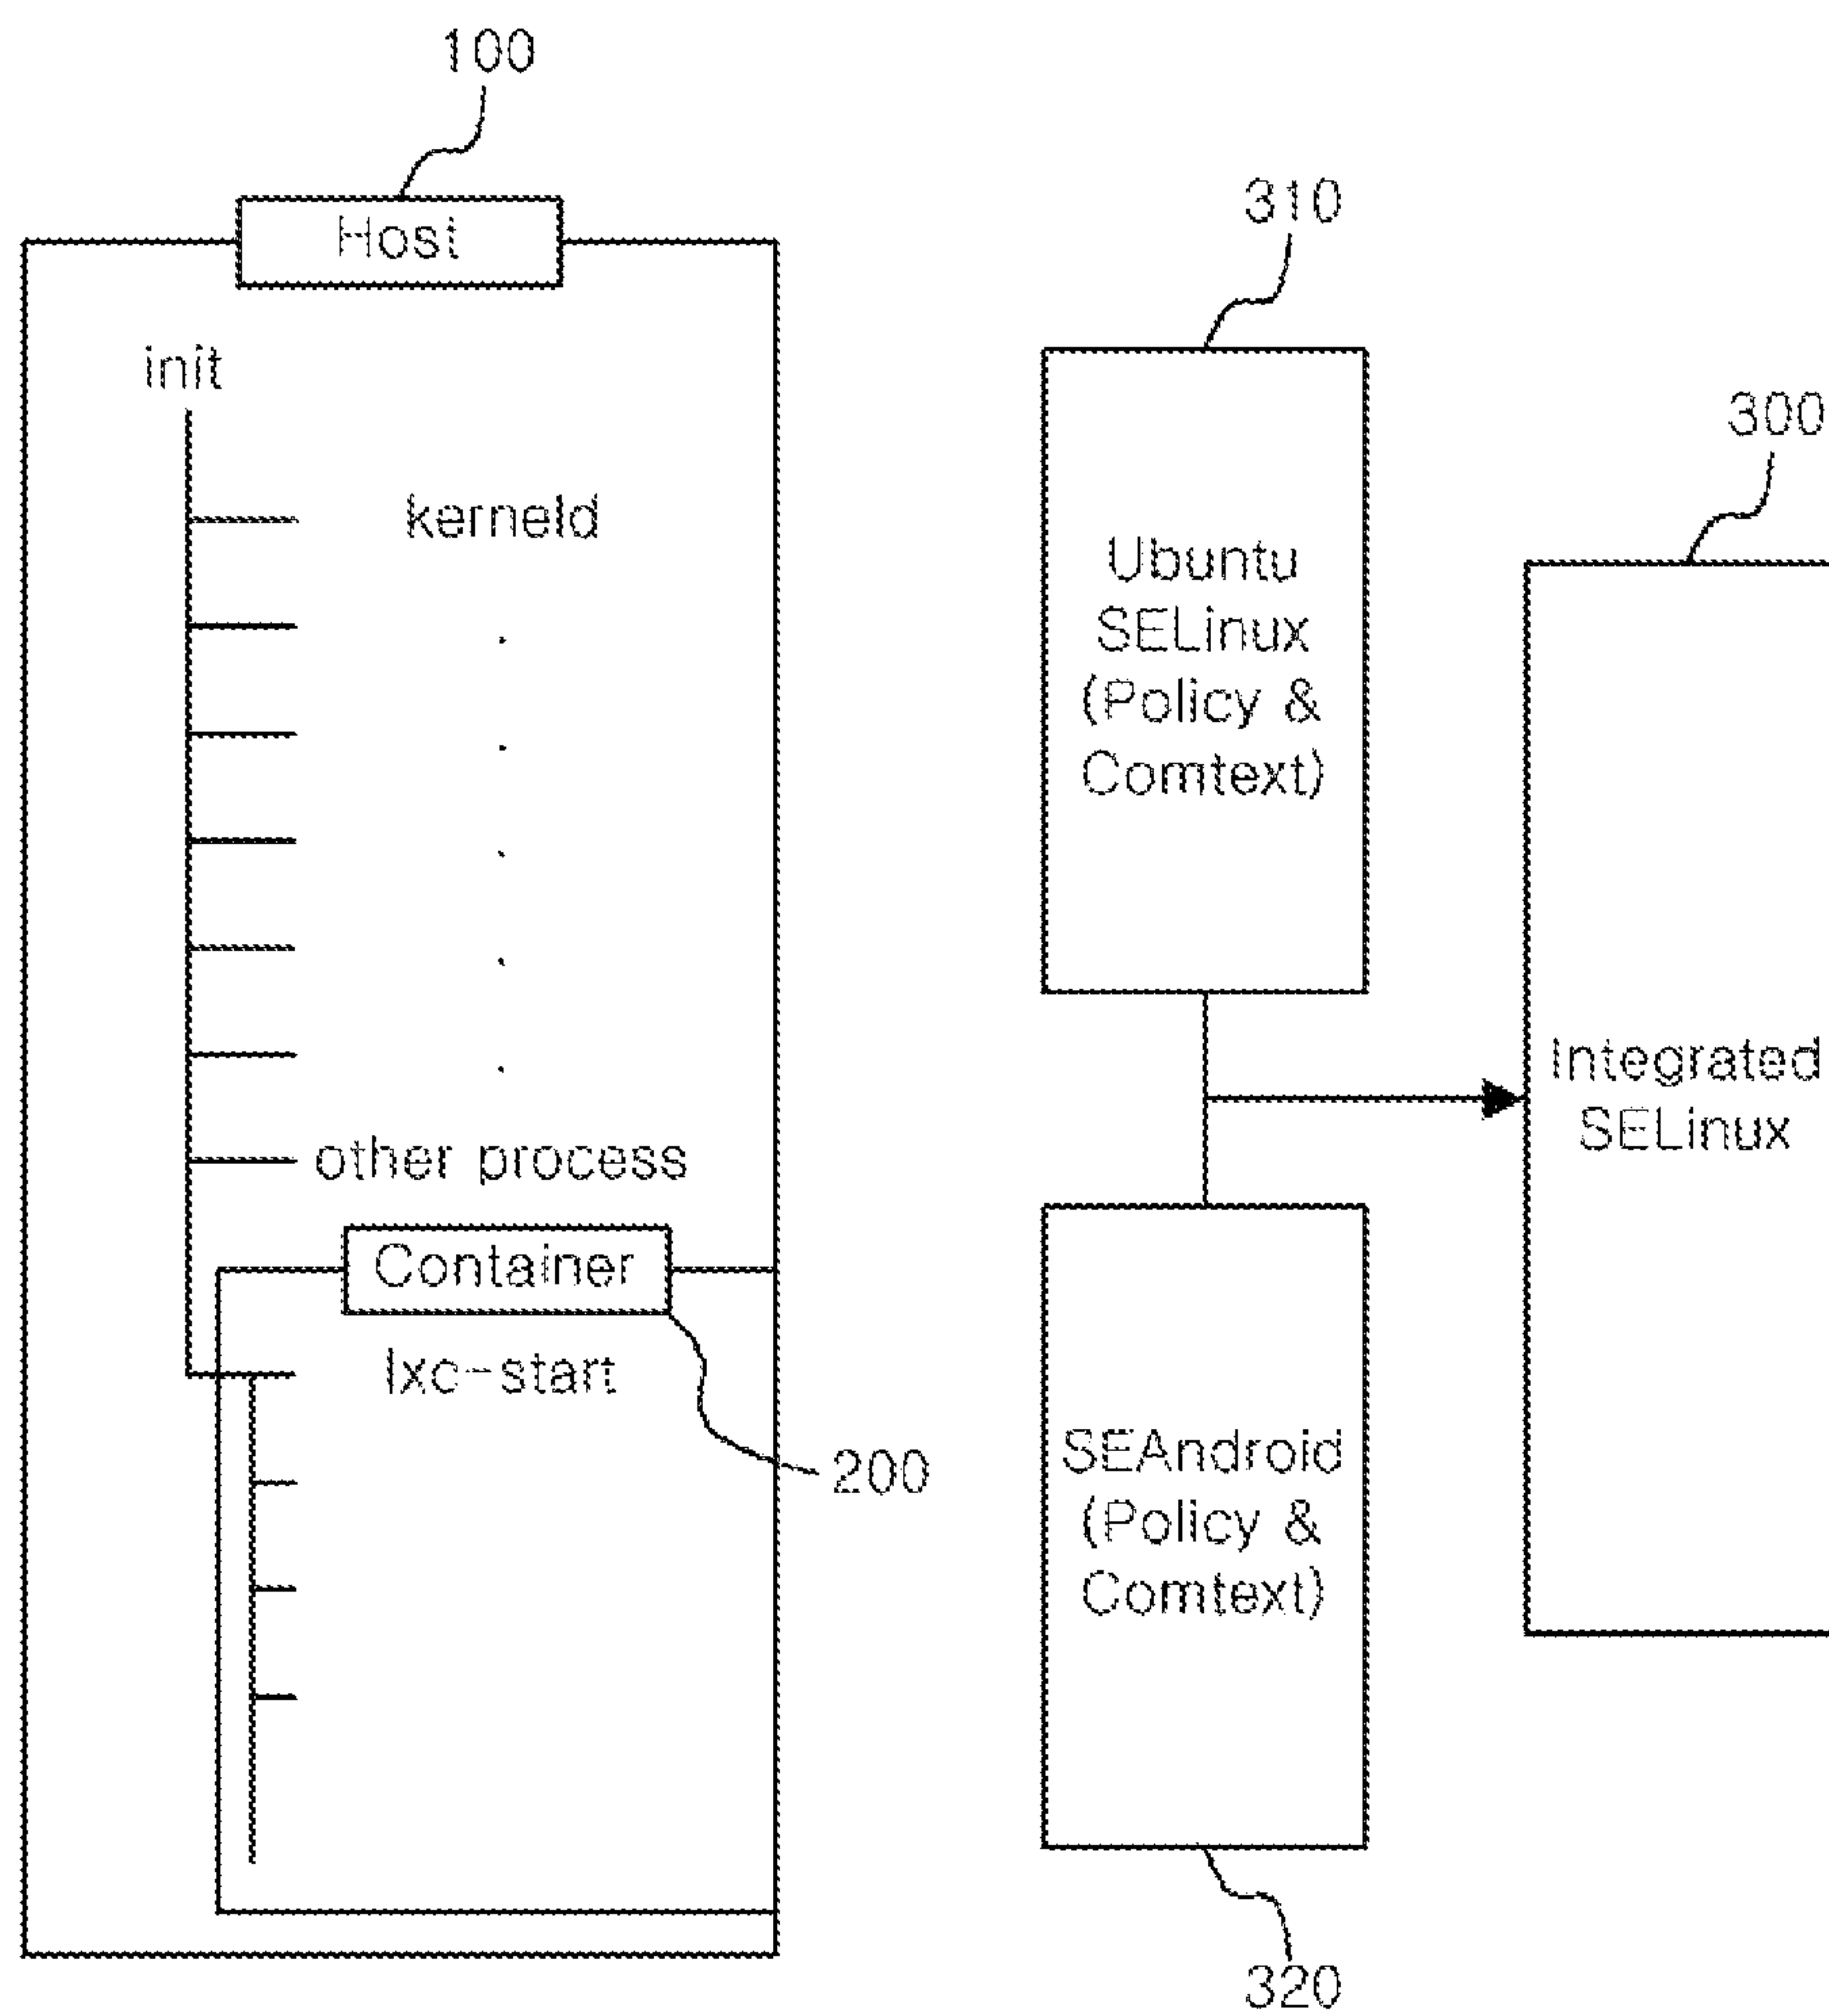 100
Host
init
kerneld
.
.
.
.
.
other process
Container
lxc-start
200
310
Ubuntu
SELinux
(Policy &
Comtext)
300
Integrated
SELinux
SEAndroid
(Policy &
Comtext)
320